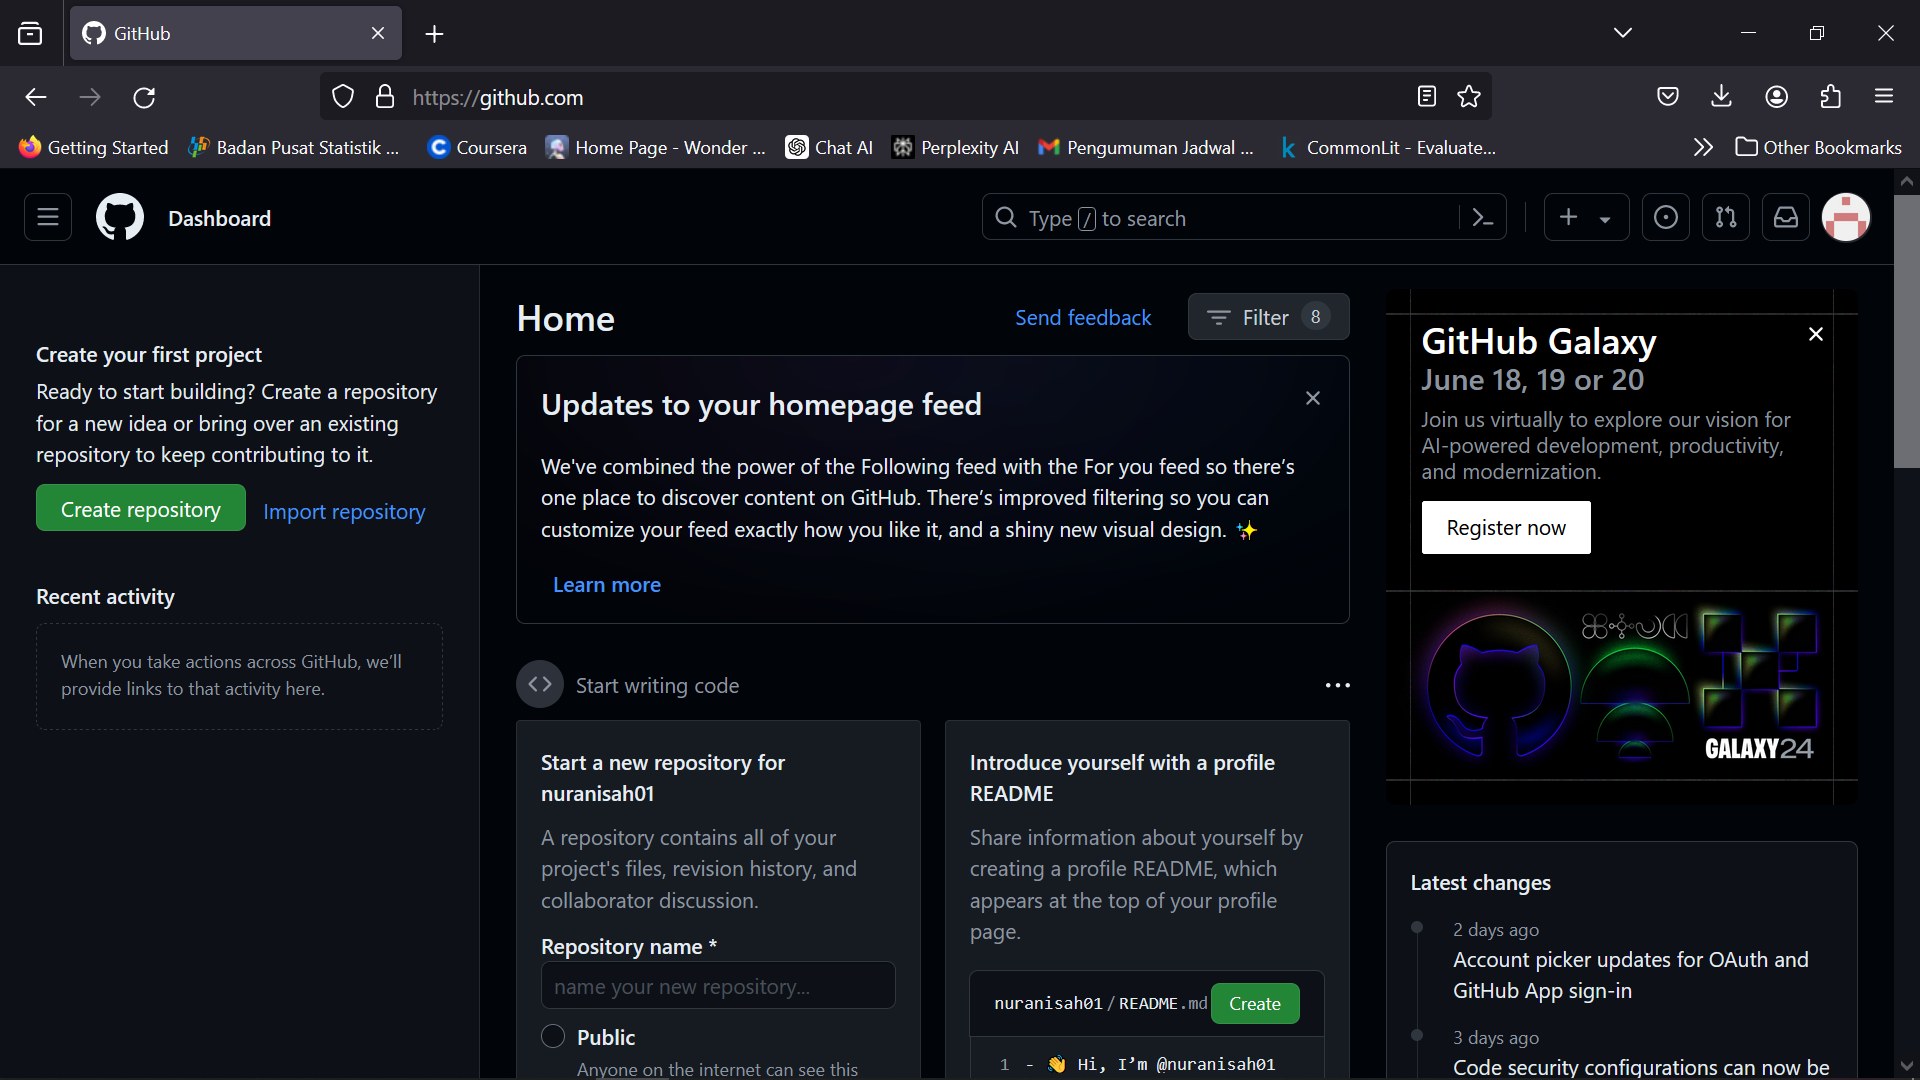 GitHub
https://github.com
Getting Started
Badan Pusat Statistik ...
Coursera
Home Page - Wonder ...
Chat AI
Perplexity AI
Pengumuman Jadwal ...
CommonLit - Evaluate...
Other Bookmarks
Dashboard
Type / to search
Create your first project
Ready to start building? Create a repository
for a new idea or bring over an existing
repository to keep contributing to it.
Create repository
Import repository
Recent activity
When you take actions across GitHub, we'll
provide links to that activity here.
Home
Send feedback
Filter 8
Updates to your homepage feed
We've combined the power of the Following feed with the For you feed so there's
one place to discover content on GitHub. There's improved filtering so you can
customize your feed exactly how you like it, and a shiny new visual design. ✨
Learn more
Start writing code
Start a new repository for
nuranisah01
A repository contains all of your
project's files, revision history, and
collaborator discussion.
Repository name *
name your new repository...
Public
Anyone on the internet can see this
Introduce yourself with a profile
README
Share information about yourself by
creating a profile README, which
appears at the top of your profile
page.
nuranisah01 / README.md
Create
1 - 👋 Hi, I'm @nuranisah01
GitHub Galaxy
June 18, 19 or 20
Join us virtually to explore our vision for
AI-powered development, productivity,
and modernization.
Register now
GALAXY24
Latest changes
2 days ago
Account picker updates for OAuth and
GitHub App sign-in
3 days ago
Code security configurations can now be